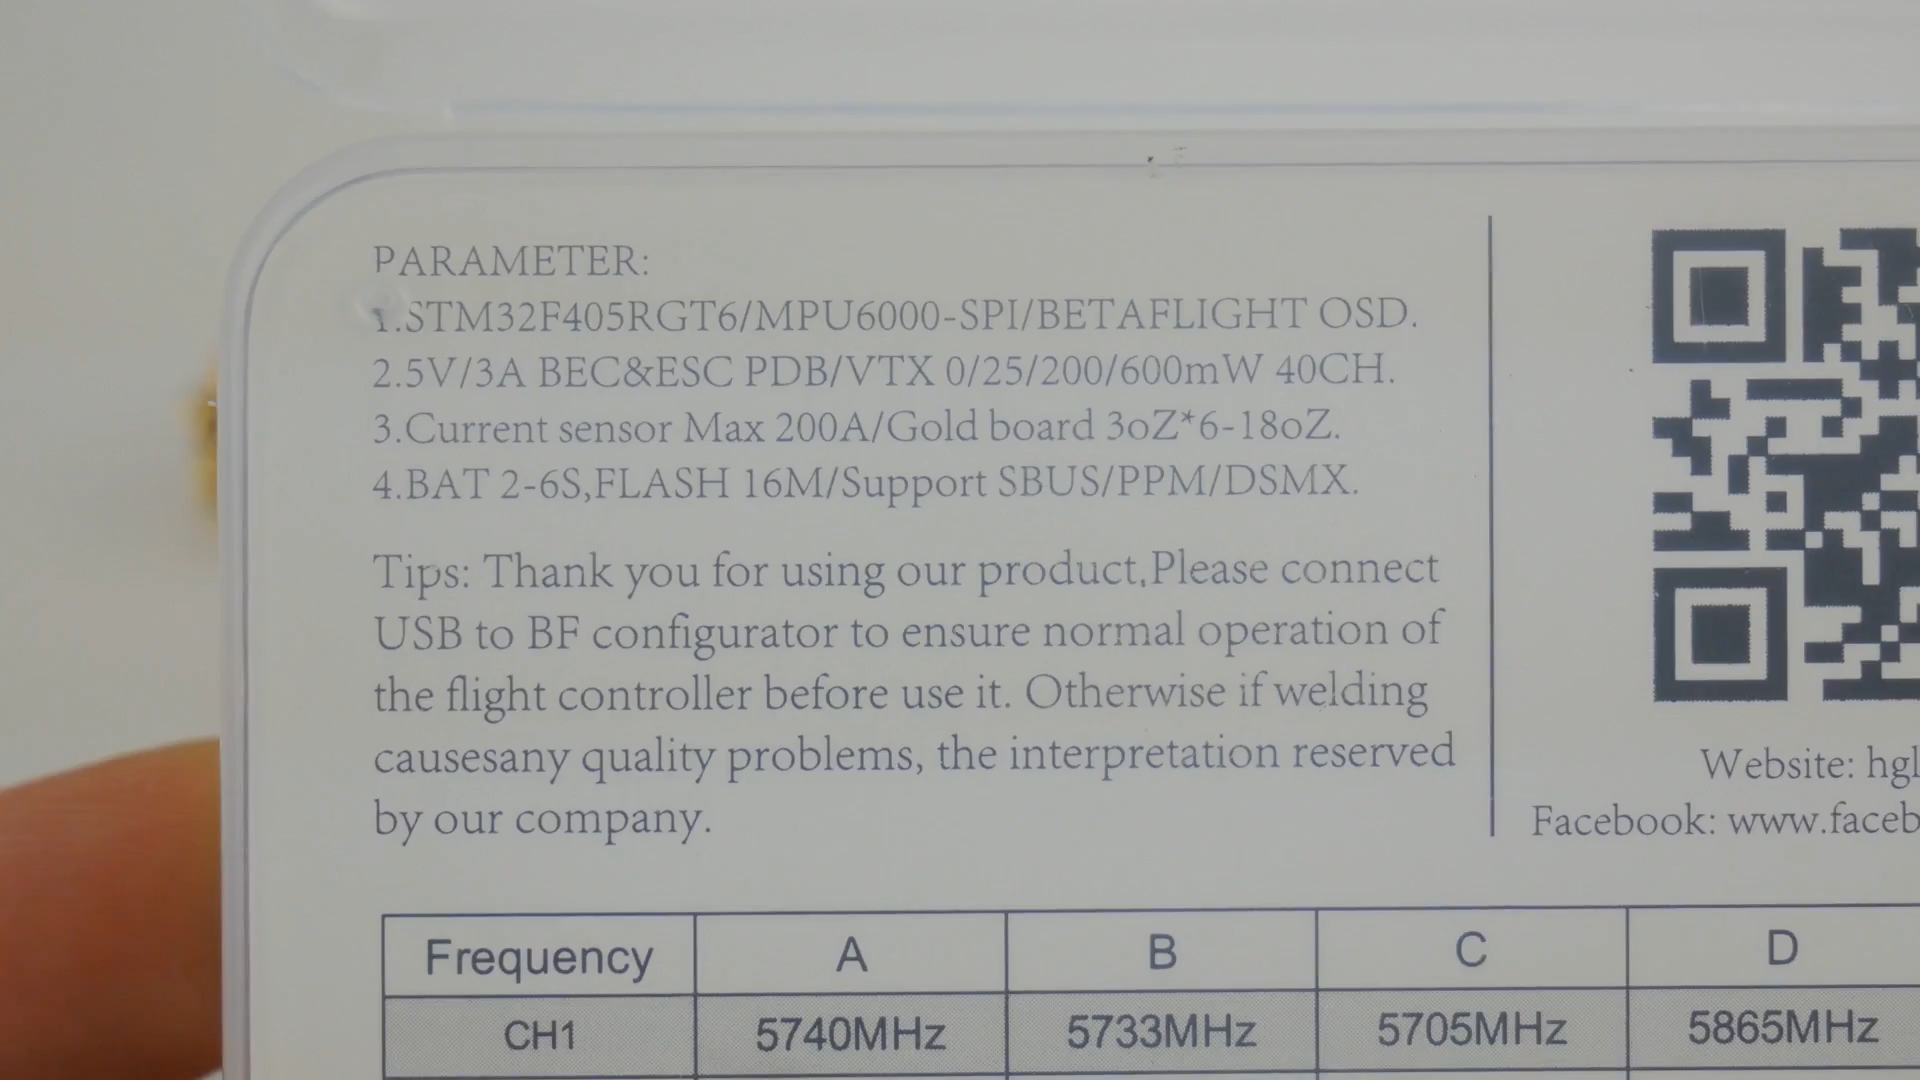 PARAMETER:
1.STM32F405RGT6/MPU6000-SPI/BETAFLIGHT OSD.
2.5V/3A BEC&ESC PDB/VTX 0/25/200/600mW 40CH.
3.Current sensor Max 200A/Gold board 3oZ*6-18oZ.
4.BAT 2-6S,FLASH 16M/Support SBUS/PPM/DSMX.
Tips: Thank you for using our product,Please connect
USB to BF configurator to ensure normal operation of
the flight controller before use it. Otherwise if welding
causesany quality problems, the interpretation reserved
by our company.
Website: hgl
Facebook: www.faceb
Frequency A B C D
CH1 5740MHz 5733MHz 5705MHz 5865MHz